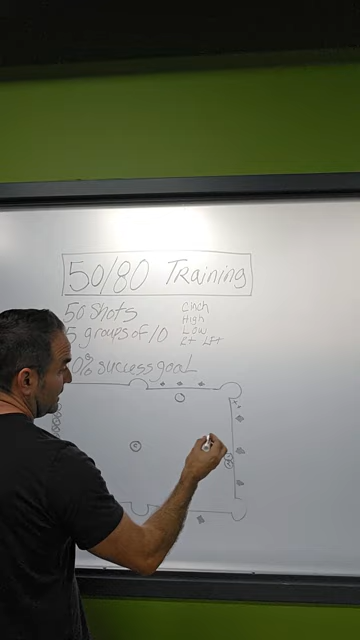 50/80 Training
50 Shots
5 groups of 10
0% success goal
Cinch
High
Low
Rt Lft